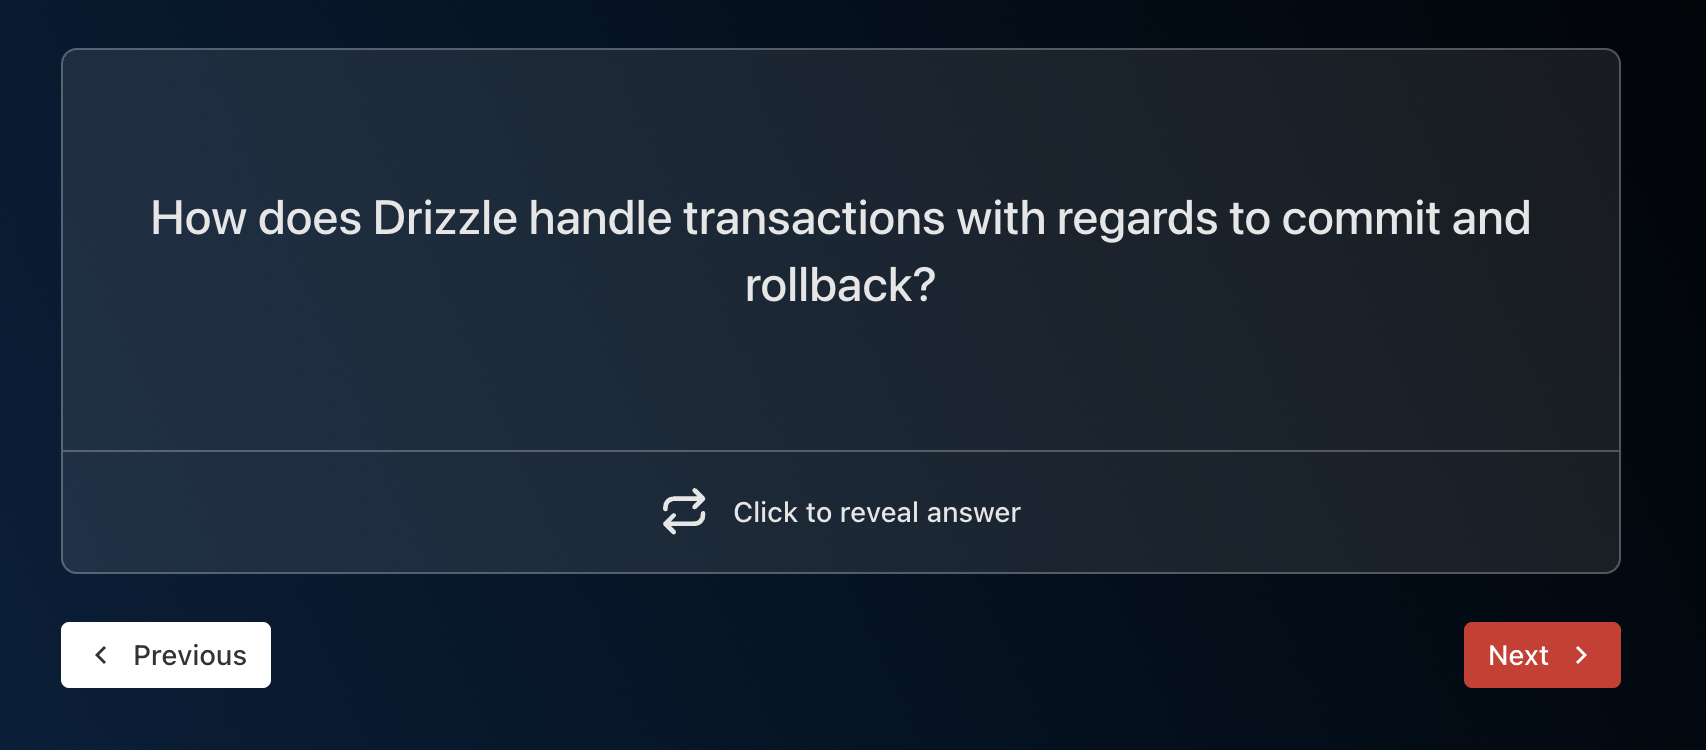 How does Drizzle handle transactions with regards to commit and
rollback?
Click to reveal answer
Previous
Next